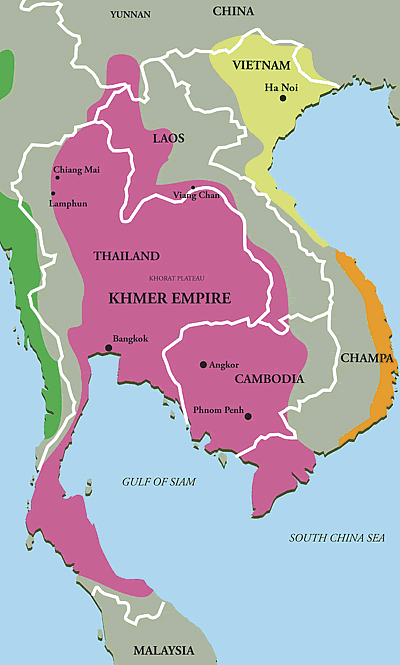 CHINA
YUNNAN
VIETNAM
Ha Noi
LAOS
Chiang Mai
Viang Chan
Lamphun
THAILAND
KHORAT PLATEAU
KHMER EMPIRE
Bangkok
CHAMPA
Angkor
CAMBODIA
Phnom Penh
GULF OF SIAM
SOUTH CHINA SEA
MALAYSIA